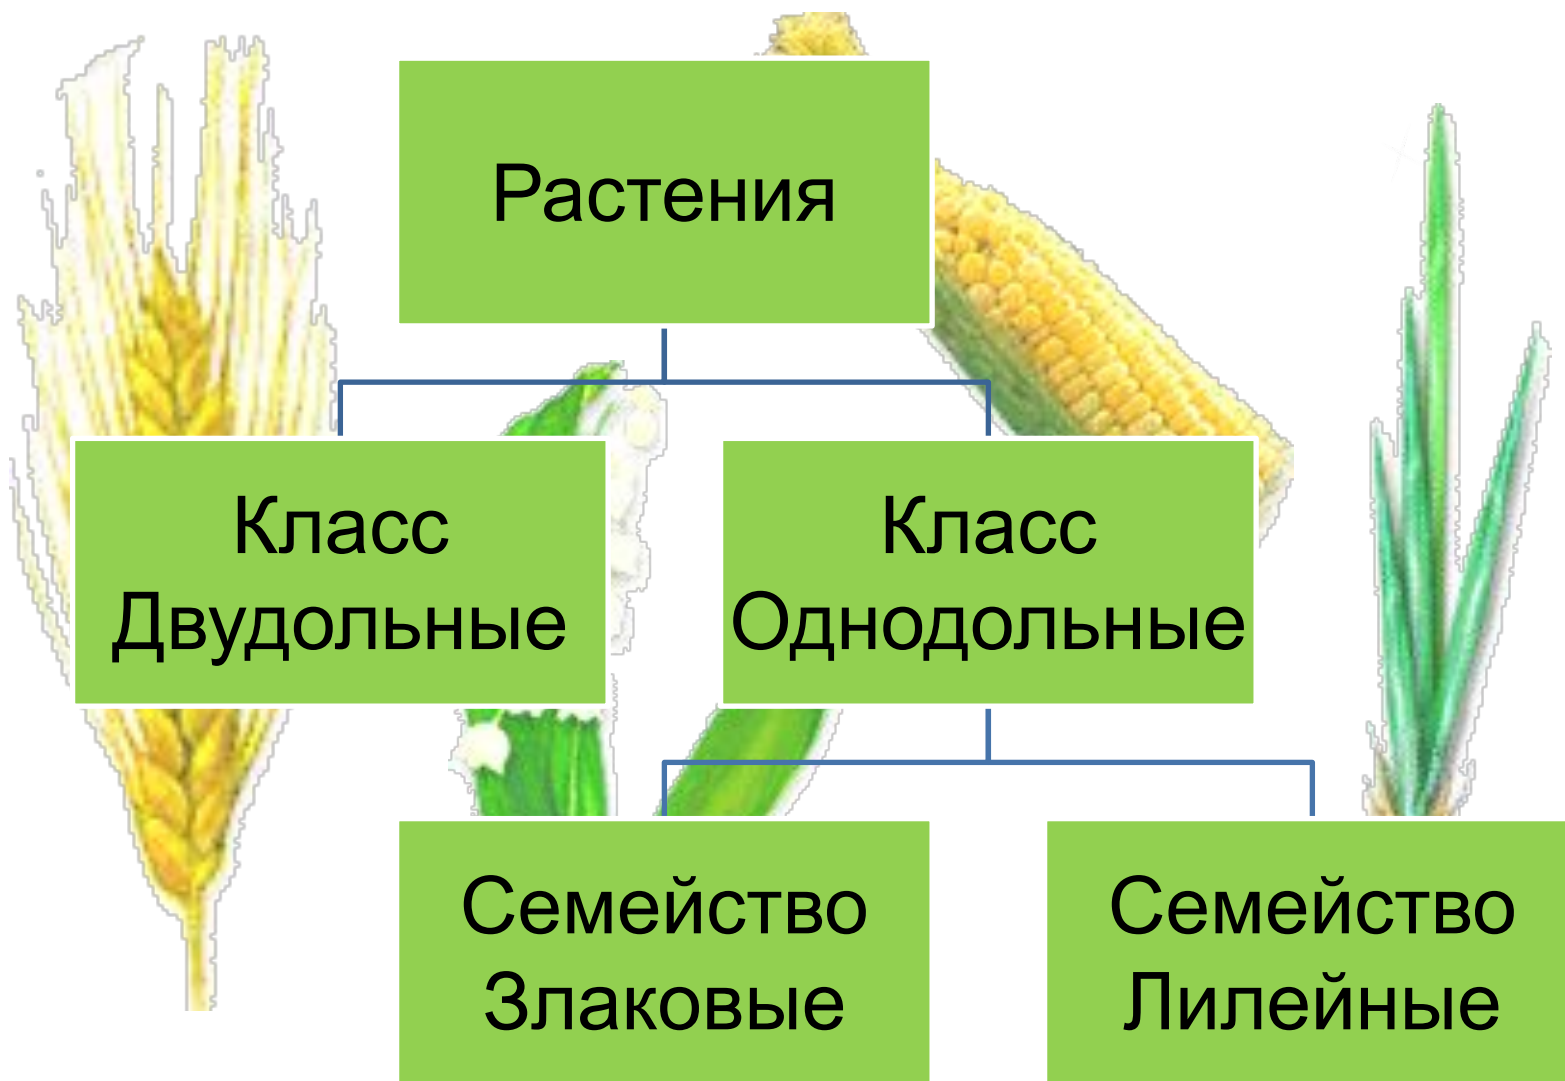 Растения
Класс
Двудольные
Класс
Однодольные
Семейство
Злаковые
Семейство
Лилейные